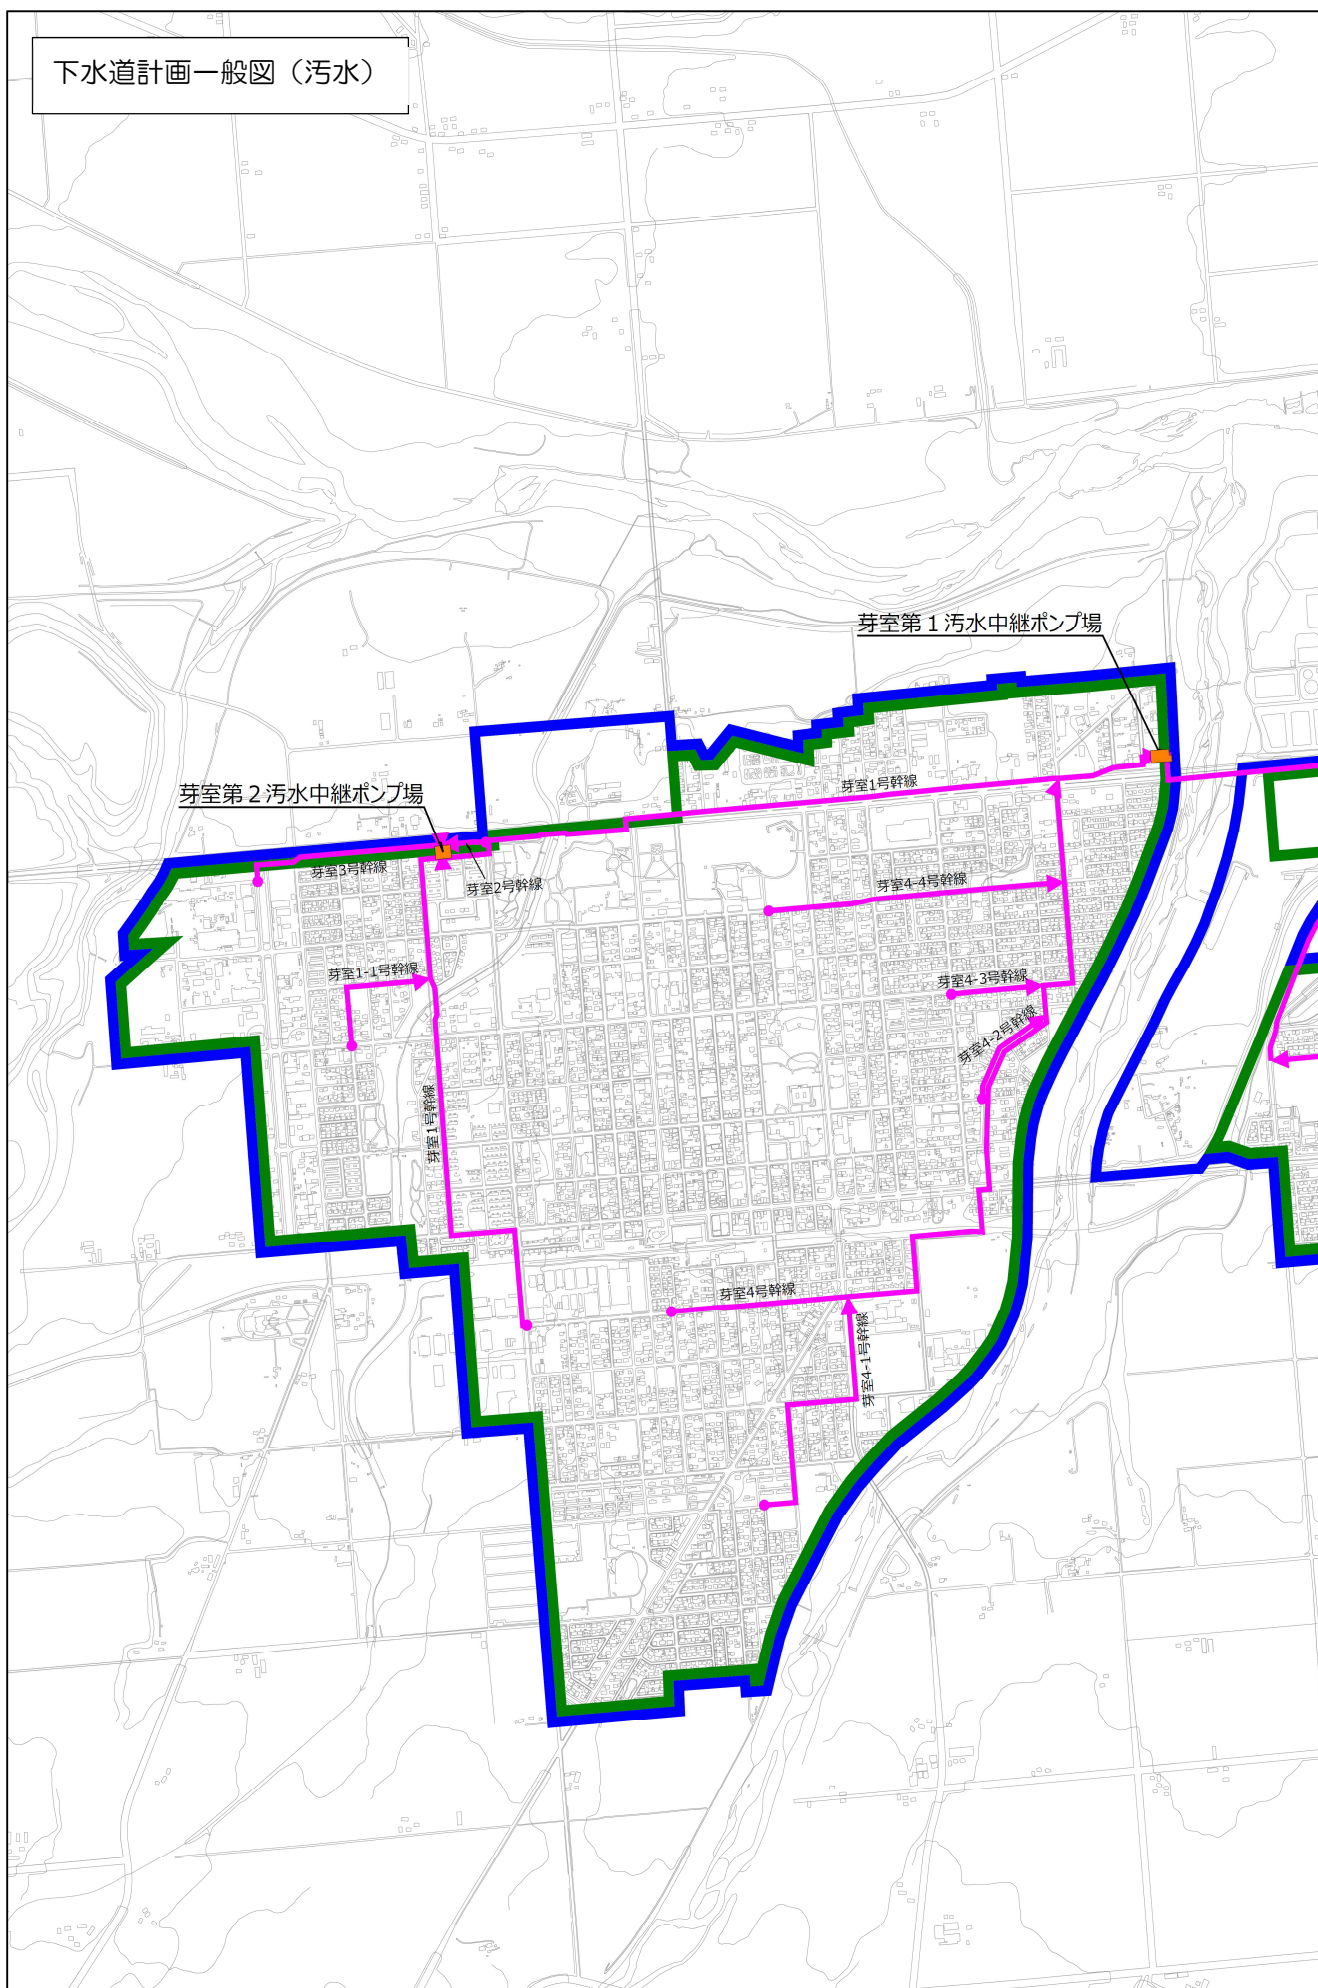 下水道計画一般図（汚水）
芽室第１汚水中継ポンプ場
芽室第２汚水中継ポンプ場
芽室1号幹線
芽室3号幹線
芽室2号幹線
芽室4-4号幹線
芽室1-1号幹線
芽室4-3号幹線
芽室4-2号幹線
芽室1号幹線
芽室4号幹線
芽室4-1号幹線